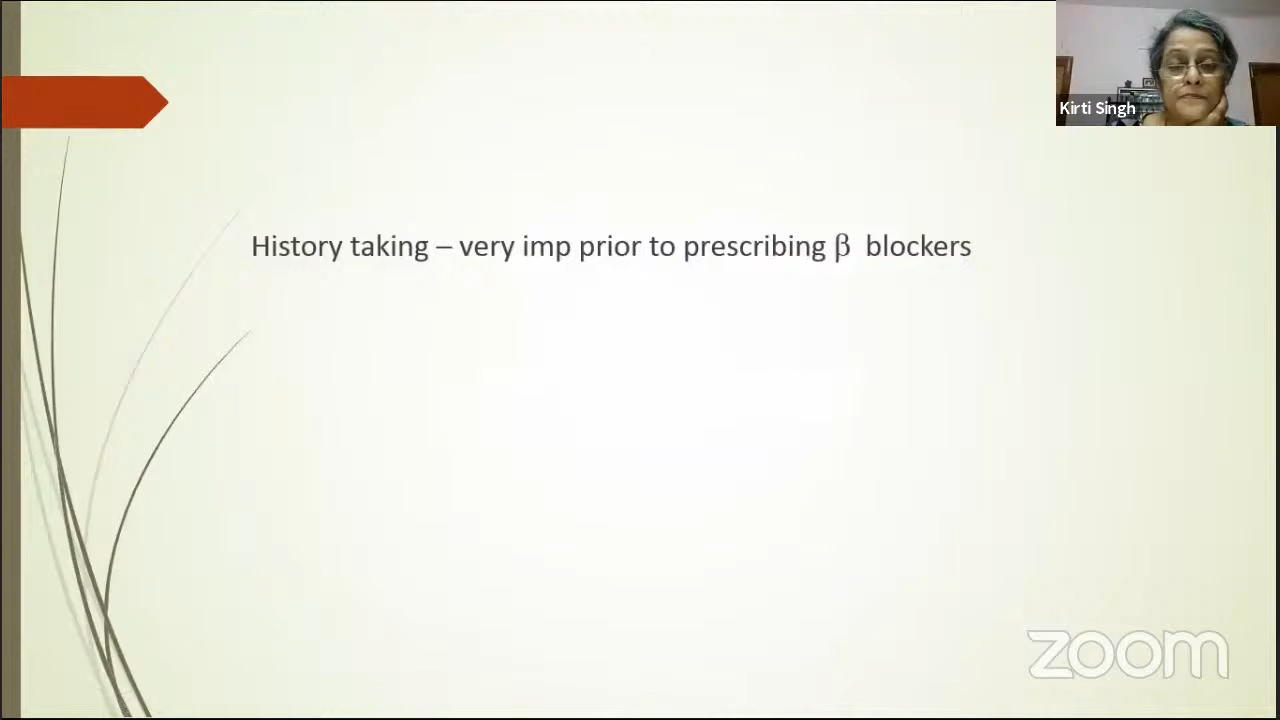 Kirti Singh
History taking – very imp prior to prescribing β blockers
zoom